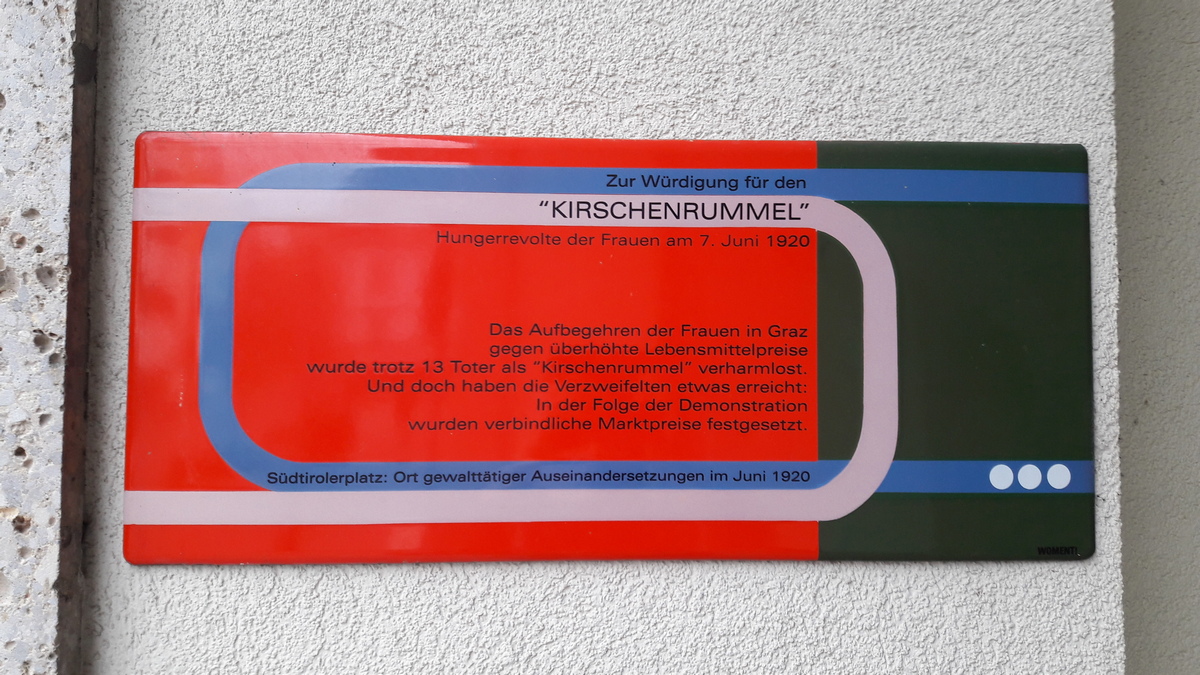 Zur Würdigung für den
"KIRSCHENRUMMEL"
Hungerrevolte der Frauen am 7. Juni 1920
Das Aufbegehren der Frauen in Graz
gegen überhöhte Lebensmittelpreise
wurde trotz 13 Toter als "Kirschenrummel" verharmlost.
Und doch haben die Verzweifelten etwas erreicht:
In der Folge der Demonstration
wurden verbindliche Marktpreise festgesetzt.
Südtirolerplatz: Ort gewalttätiger Auseinandersetzungen im Juni 1920
WOMENT!